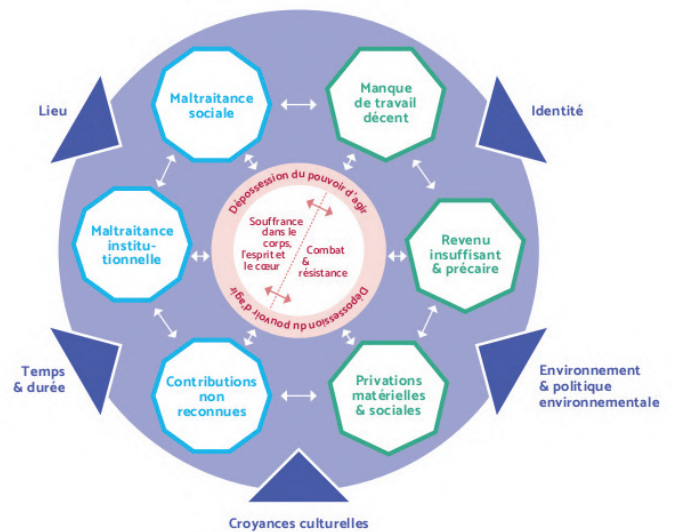 Maltraitance
sociale
Manque
de travail
décent
Lieu
Identité
Dépossession du pouvoir d'agir
Souffrance
dans le
corps,
l'esprit et
le cœur
Combat
&
résistance
Dépossession du pouvoir d'agir
Maltraitance
institu-
tionnelle
Revenu
insuffisant
& précaire
Temps
& durée
Contributions
non
reconnues
Privations
matérielles
& sociales
Environnement
& politique
environnementale
Croyances culturelles